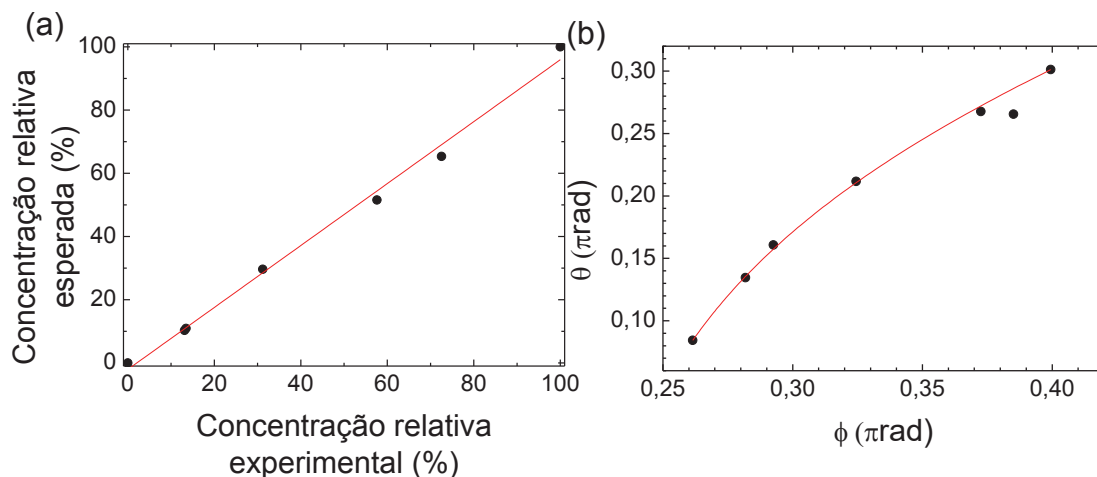 (a)
100
80
60
40
20
0
Concentração relativa
esperada (%)
0 20 40 60 80 100
Concentração relativa
experimental (%)
(b)
0,30
0,25
0,20
0,15
0,10
θ (πrad)
0,25 0,30 0,35 0,40
ϕ (πrad)